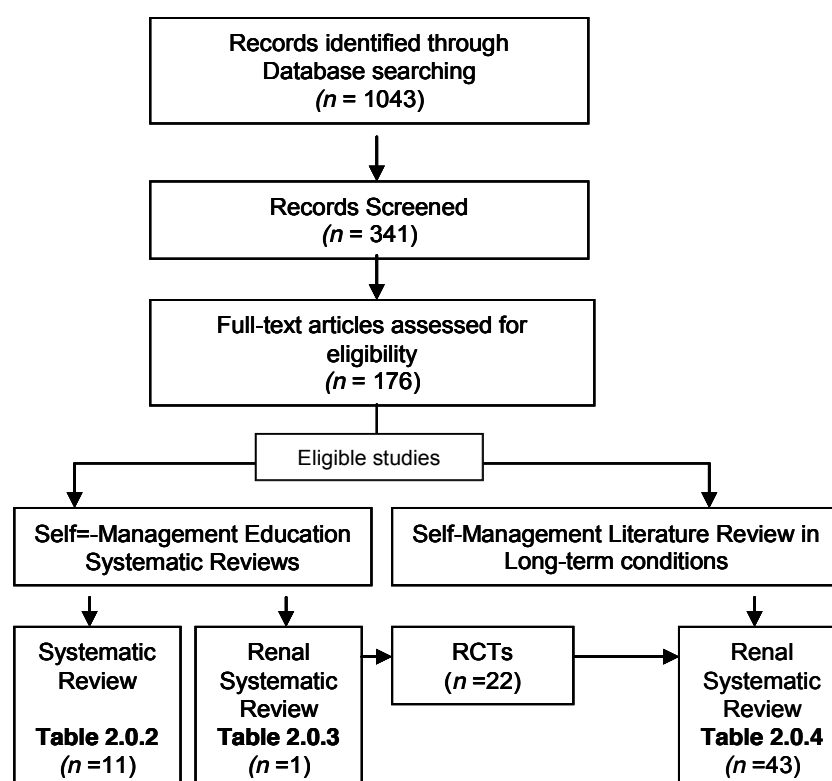 Records identified through
Database searching
(n = 1043)
Records Screened
(n = 341)
Full-text articles assessed for
eligibility
(n = 176)
Eligible studies
Self=-Management Education
Systematic Reviews
Self-Management Literature Review in
Long-term conditions
Systematic
Review
Table 2.0.2
(n =11)
Renal
Systematic
Review
Table 2.0.3
(n =1)
RCTs
(n =22)
Renal
Systematic
Review
Table 2.0.4
(n =43)